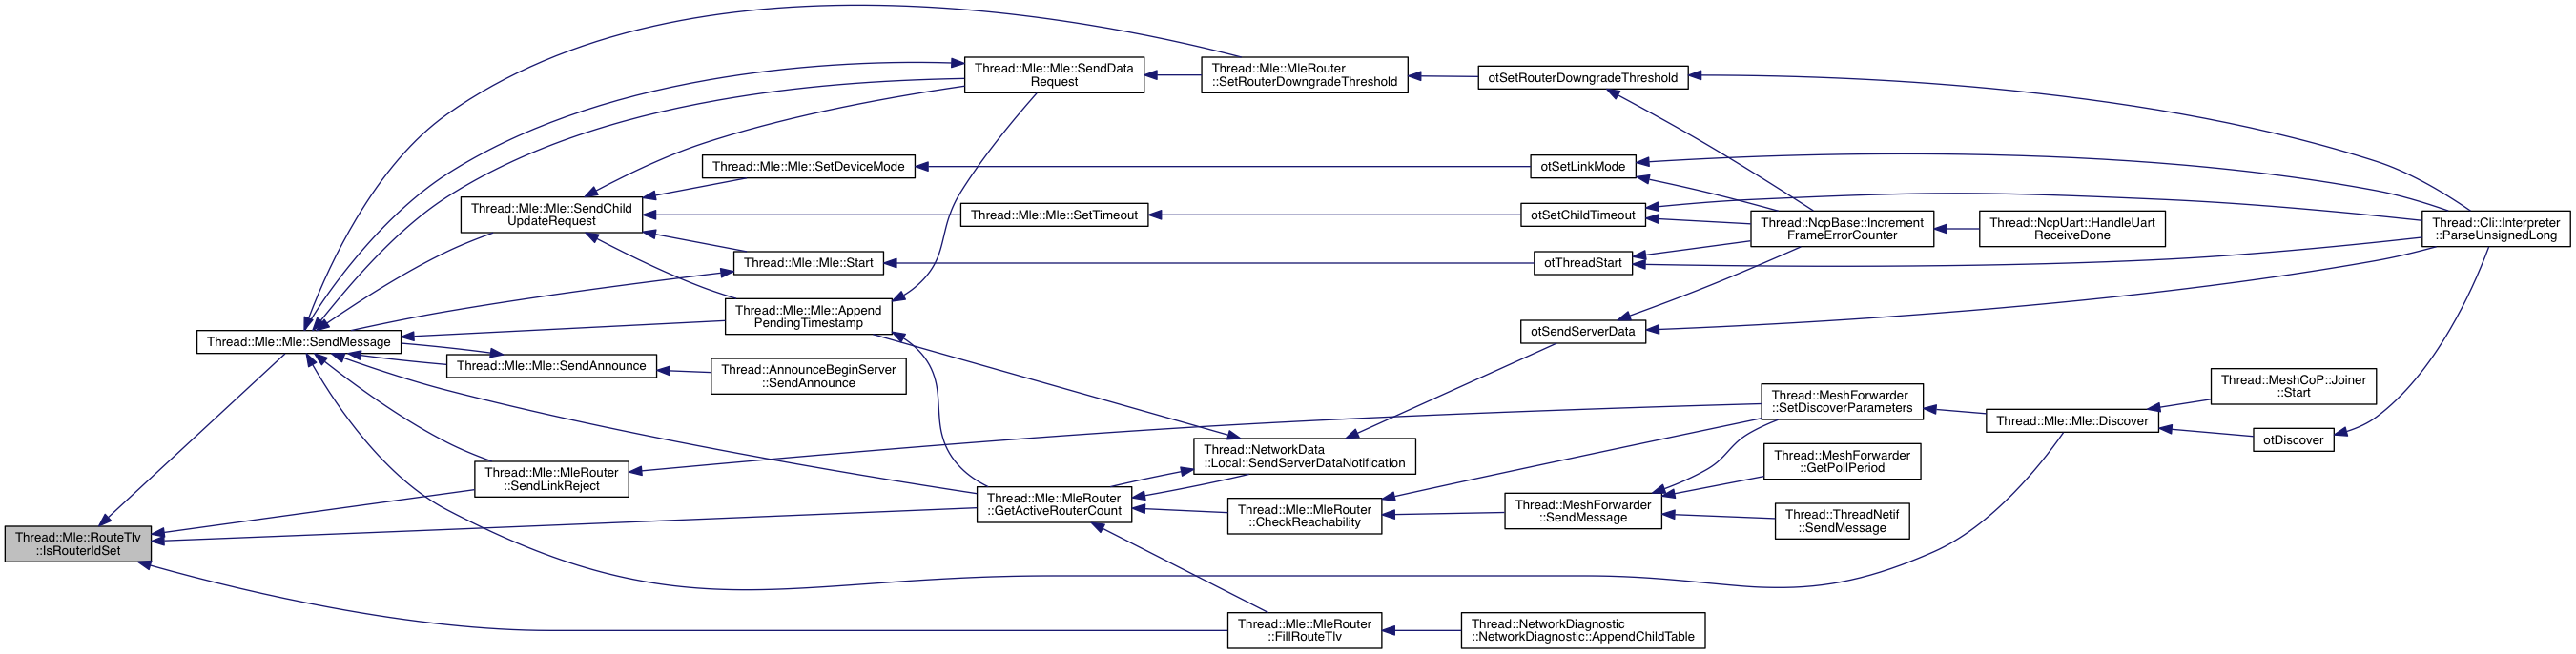 Thread::Mle::Mle::SendData
Request
Thread::Mle::MleRouter
::SetRouterDowngradeThreshold
otSetRouterDowngradeThreshold
Thread::Mle::Mle::SetDeviceMode
otSetLinkMode
Thread::Mle::Mle::SendChild
UpdateRequest
Thread::Mle::Mle::SetTimeout
otSetChildTimeout
Thread::NcpBase::Increment
FrameErrorCounter
Thread::NcpUart::HandleUart
ReceiveDone
Thread::Cli::Interpreter
::ParseUnsignedLong
Thread::Mle::Mle::Start
otThreadStart
Thread::Mle::Mle::Append
PendingTimestamp
otSendServerData
Thread::Mle::Mle::SendMessage
Thread::Mle::Mle::SendAnnounce
Thread::AnnounceBeginServer
::SendAnnounce
Thread::MeshForwarder
::SetDiscoverParameters
Thread::MeshCoP::Joiner
::Start
Thread::Mle::Mle::Discover
otDiscover
Thread::NetworkData
::Local::SendServerDataNotification
Thread::MeshForwarder
::GetPollPeriod
Thread::Mle::MleRouter
::SendLinkReject
Thread::Mle::MleRouter
::GetActiveRouterCount
Thread::Mle::MleRouter
::CheckReachability
Thread::MeshForwarder
::SendMessage
Thread::ThreadNetif
::SendMessage
Thread::Mle::RouteTlv
::IsRouterIdSet
Thread::Mle::MleRouter
::FillRouteTlv
Thread::NetworkDiagnostic
::NetworkDiagnostic::AppendChildTable